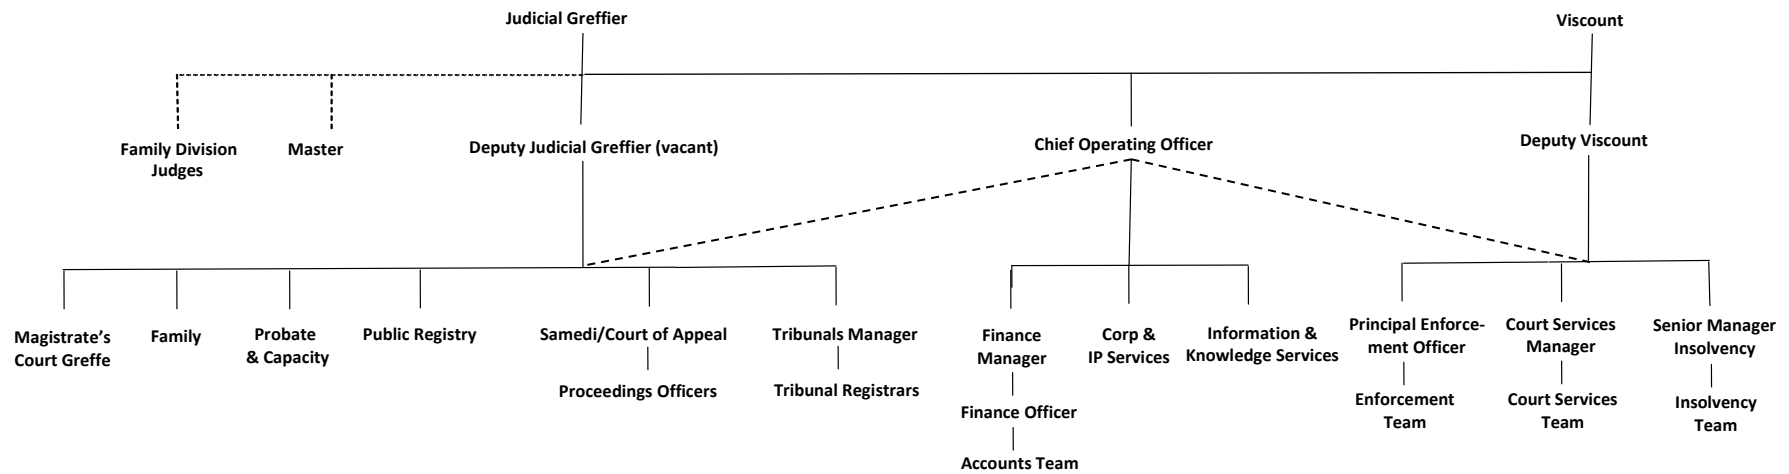 Judicial Greffier
Viscount
Family Division
Judges
Master
Deputy Judicial Greffier (vacant)
Chief Operating Officer
Deputy Viscount
Magistrate’s
Court Greffe
Family
Probate
& Capacity
Public Registry
Samedi/Court of Appeal
Proceedings Officers
Tribunals Manager
Tribunal Registrars
Finance
Manager
Finance Officer
Accounts Team
Corp &
IP Services
Information &
Knowledge Services
Principal Enforce-
ment Officer
Enforcement
Team
Court Services
Manager
Court Services
Team
Senior Manager
Insolvency
Insolvency
Team